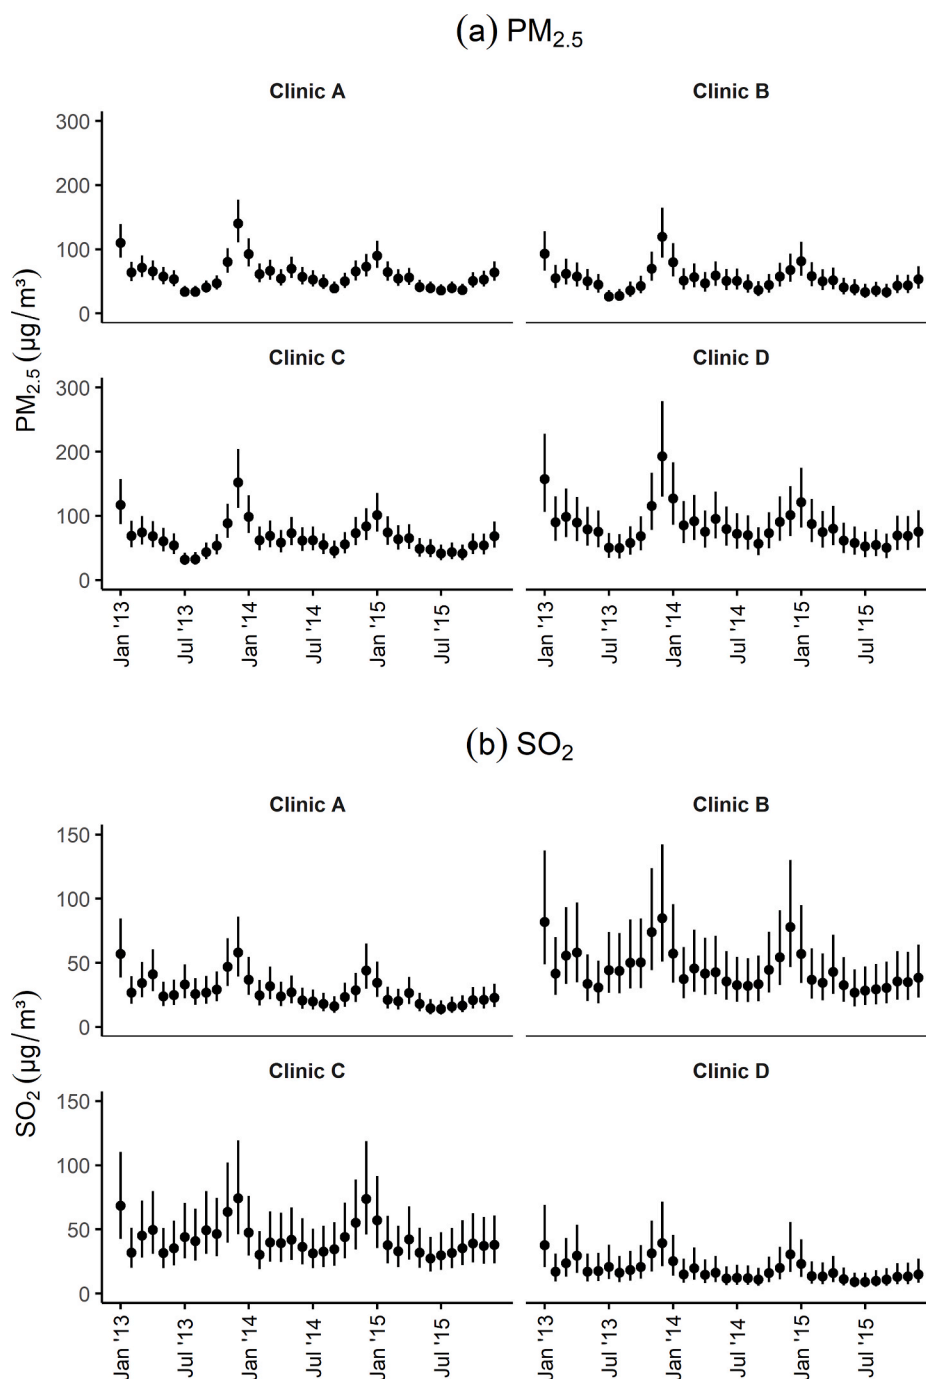 (a) PM₂.₅
Clinic A
Clinic B
300
200
100
0
Clinic C
Clinic D
300
200
100
0
PM₂.₅ (µg/m³)
Jan '13
Jul '13
Jan '14
Jul '14
Jan '15
Jul '15
Jan '13
Jul '13
Jan '14
Jul '14
Jan '15
Jul '15
(b) SO₂
Clinic A
Clinic B
150
100
50
0
Clinic C
Clinic D
150
100
50
0
SO₂ (µg/m³)
Jan '13
Jul '13
Jan '14
Jul '14
Jan '15
Jul '15
Jan '13
Jul '13
Jan '14
Jul '14
Jan '15
Jul '15